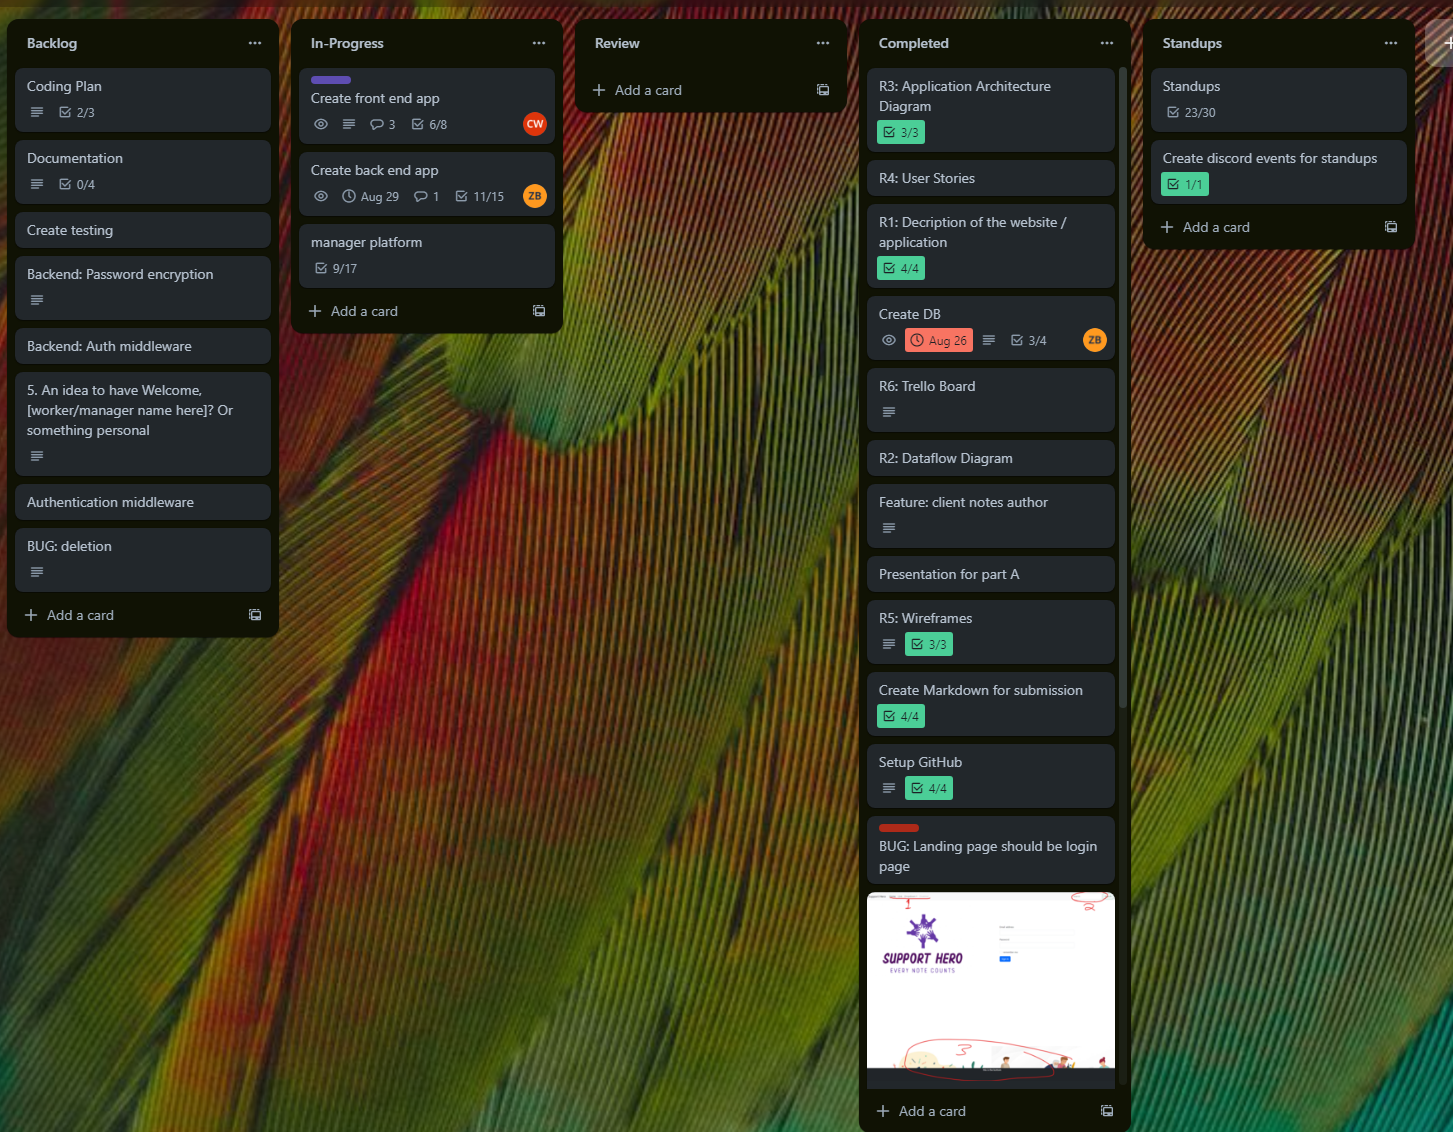 Backlog
Coding Plan
2/3
Documentation
0/4
Create testing
Backend: Password encryption
Backend: Auth middleware
5. An idea to have Welcome,
[worker/manager name here]? Or
something personal
Authentication middleware
BUG: deletion
Add a card
In-Progress
Create front end app
3
6/8
CW
Create back end app
Aug 29
1
11/15
ZB
manager platform
9/17
Add a card
Review
Add a card
Completed
R3: Application Architecture
Diagram
3/3
R4: User Stories
R1: Decription of the website /
application
4/4
Create DB
Aug 26
3/4
ZB
R6: Trello Board
R2: Dataflow Diagram
Feature: client notes author
Presentation for part A
R5: Wireframes
3/3
Create Markdown for submission
4/4
Setup GitHub
4/4
BUG: Landing page should be login
page
1
2
SUPPORT HERO
EVERY NOTE COUNTS
3
Add a card
Standups
Standups
23/30
Create discord events for standups
1/1
Add a card